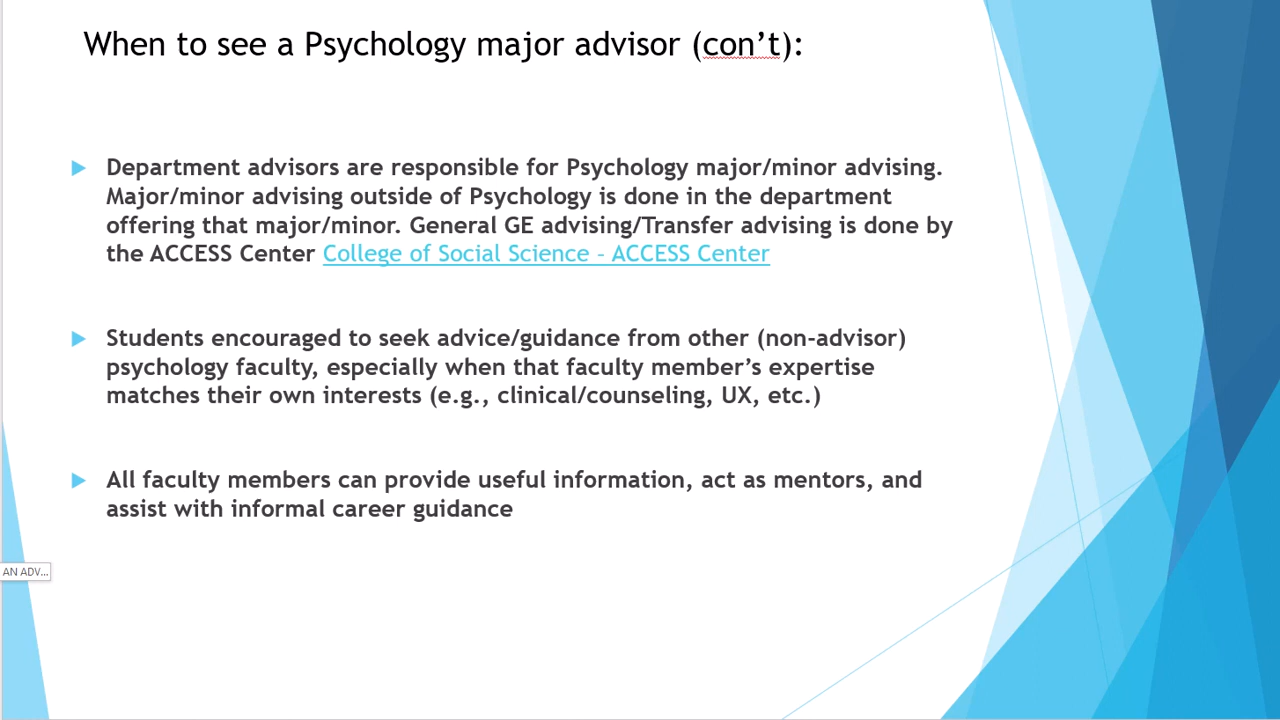 When to see a Psychology major advisor (con’t):
Department advisors are responsible for Psychology major/minor advising.
Major/minor advising outside of Psychology is done in the department
offering that major/minor. General GE advising/Transfer advising is done by
the ACCESS Center College of Social Science – ACCESS Center
Students encouraged to seek advice/guidance from other (non-advisor)
psychology faculty, especially when that faculty member’s expertise
matches their own interests (e.g., clinical/counseling, UX, etc.)
All faculty members can provide useful information, act as mentors, and
assist with informal career guidance
AN ADV...